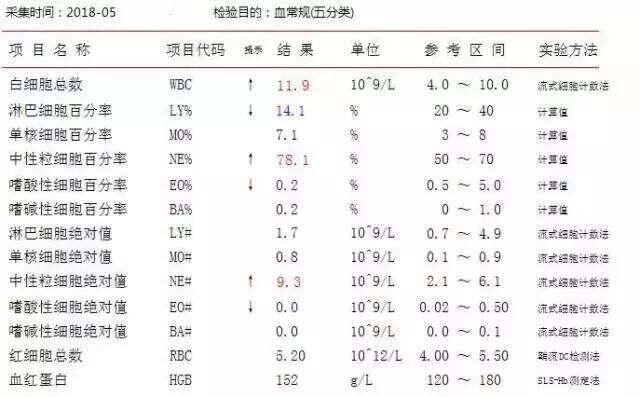 采集时间：2018-05 检验目的：血常规(五分类)
项目名称 项目代码 提示 结果 单位 参考区间 实验方法
白细胞总数 WBC ↑ 11.9 10^9/L 4.0 ～ 10.0 流式细胞计数法
淋巴细胞百分率 LY% ↓ 14.1 % 20 ～ 40 计算值
单核细胞百分率 MO% 7.1 % 3 ～ 8 计算值
中性粒细胞百分率 NE% ↑ 78.1 % 50 ～ 70 计算值
嗜酸性细胞百分率 EO% ↓ 0.2 % 0.5 ～ 5.0 计算值
嗜碱性细胞百分率 BA% 0.2 % 0 ～ 1.0 计算值
淋巴细胞绝对值 LY# 1.7 10^9/L 0.7 ～ 4.9 流式细胞计数法
单核细胞绝对值 MO# 0.8 10^9/L 0.1 ～ 0.9 流式细胞计数法
中性粒细胞绝对值 NE# ↑ 9.3 10^9/L 2.1 ～ 6.1 流式细胞计数法
嗜酸性细胞绝对值 EO# ↓ 0.0 10^9/L 0.02 ～ 0.50 流式细胞计数法
嗜碱性细胞绝对值 BA# 0.0 10^9/L 0.0 ～ 0.1 流式细胞计数法
红细胞总数 RBC 5.20 10^12/L 4.00 ～ 5.50 鞘流DC检测法
血红蛋白 HGB 152 g/L 120 ～ 180 SLS-Hb测定法